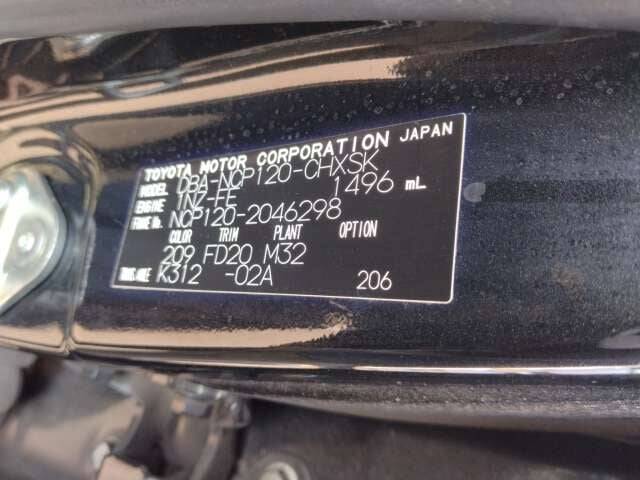 TOYOTA MOTOR CORPORATION JAPAN
MODEL DBA-NCP120-CHXSK
ENGINE 1NZ-FE 1496 mL
FRAME No. NCP120-2046298
COLOR TRIM PLANT OPTION
209 FD20 M32
TRANS./AXLE K312 -02A 206